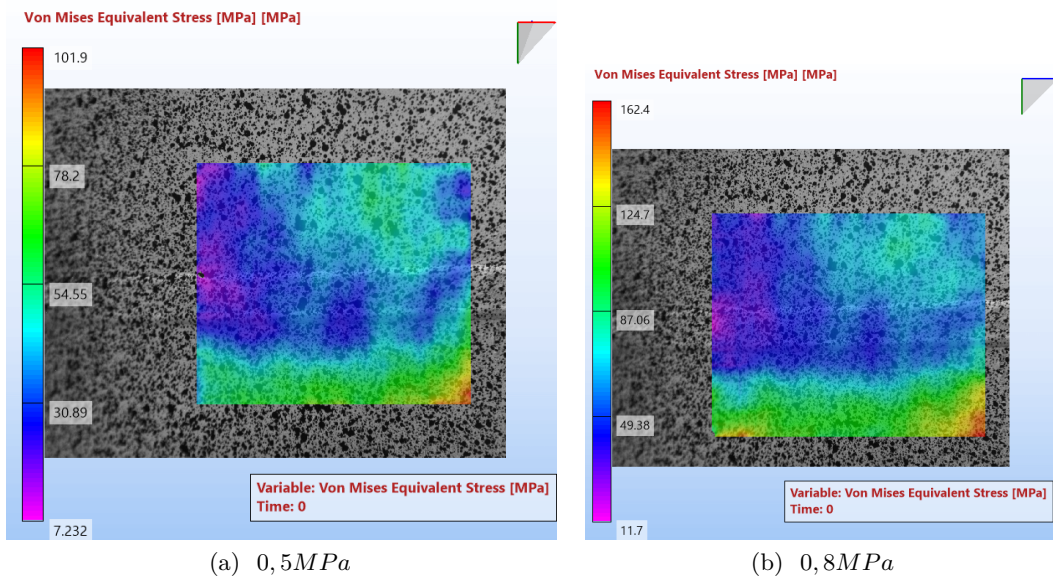 Von Mises Equivalent Stress [MPa] [MPa]
101.9
78.2
54.55
30.89
7.232
Variable: Von Mises Equivalent Stress [MPa]
Time: 0
(a) 0,5MPa
Von Mises Equivalent Stress [MPa] [MPa]
162.4
124.7
87.06
49.38
11.7
Variable: Von Mises Equivalent Stress [MPa]
Time: 0
(b) 0,8MPa